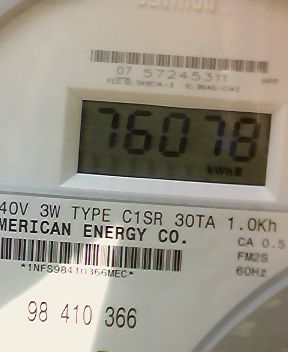 07 57245311
76078
kWh
40V 3W TYPE C1SR 30TA 1.0Kh
MERICAN ENERGY CO.
CA 0.5
*1NFS98410366MEC*
FM2S
60Hz
98 410 366